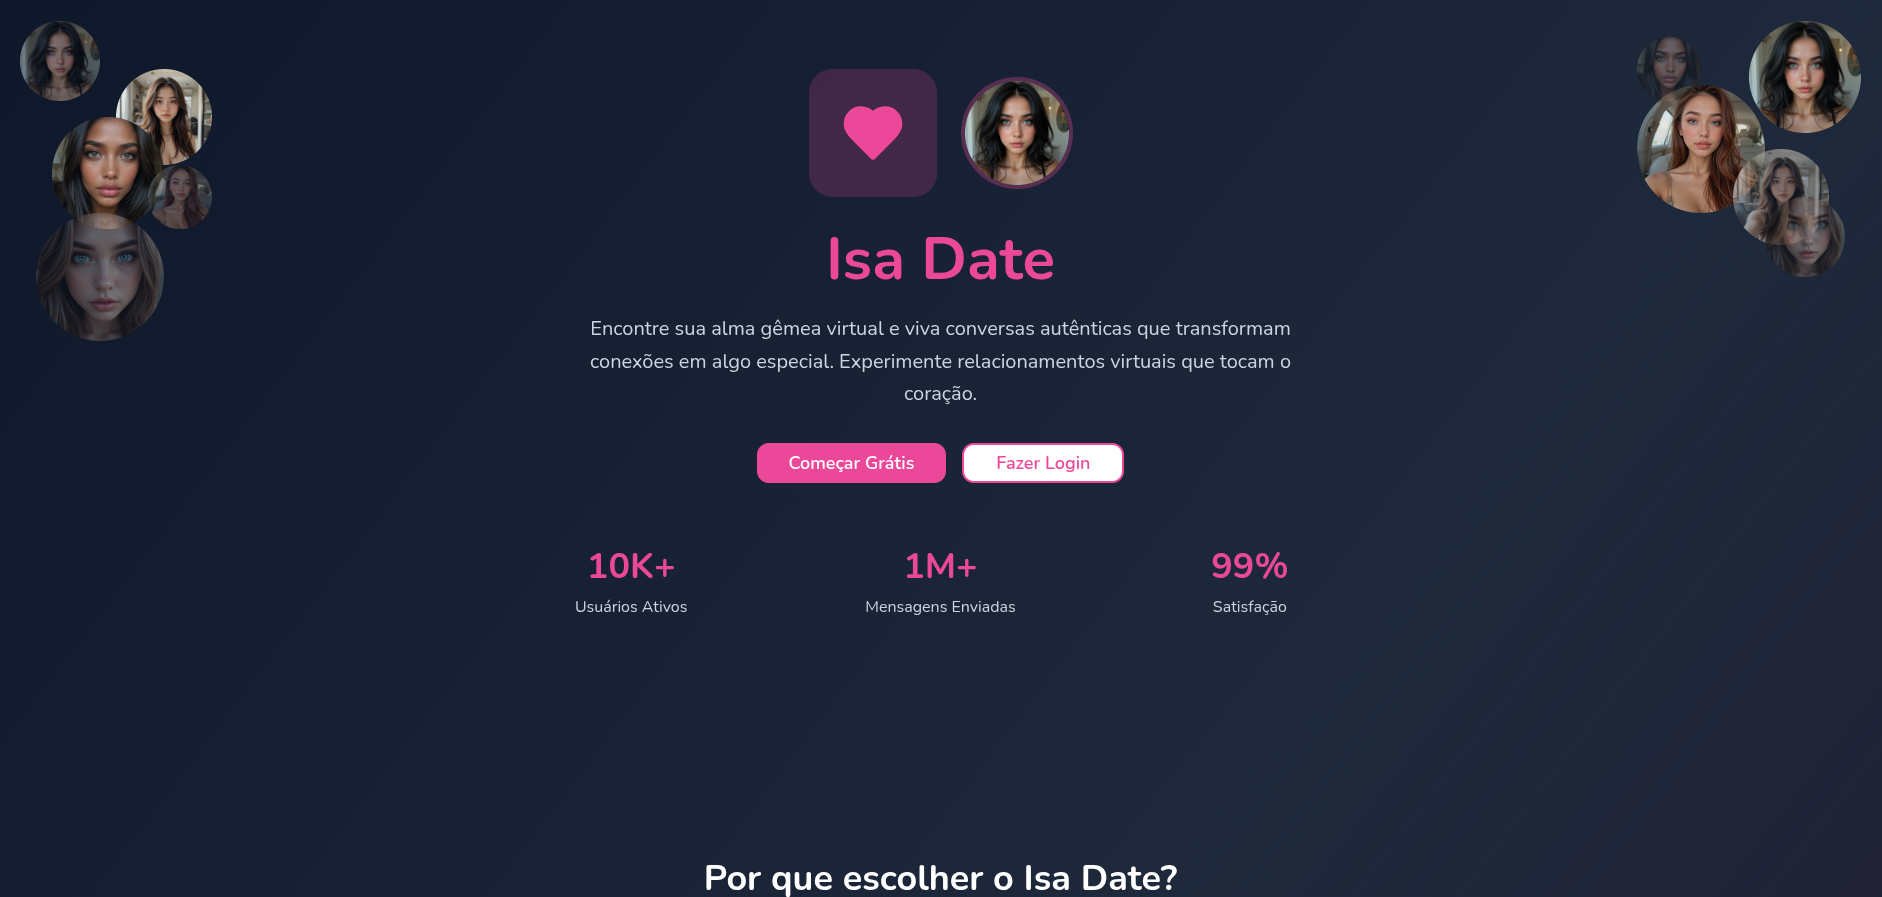 Isa Date
Encontre sua alma gêmea virtual e viva conversas autênticas que transformam
conexões em algo especial. Experimente relacionamentos virtuais que tocam o
coração.
Começar Grátis
Fazer Login
10K+
1M+
99%
Usuários Ativos
Mensagens Enviadas
Satisfação
Por que escolher o Isa Date?